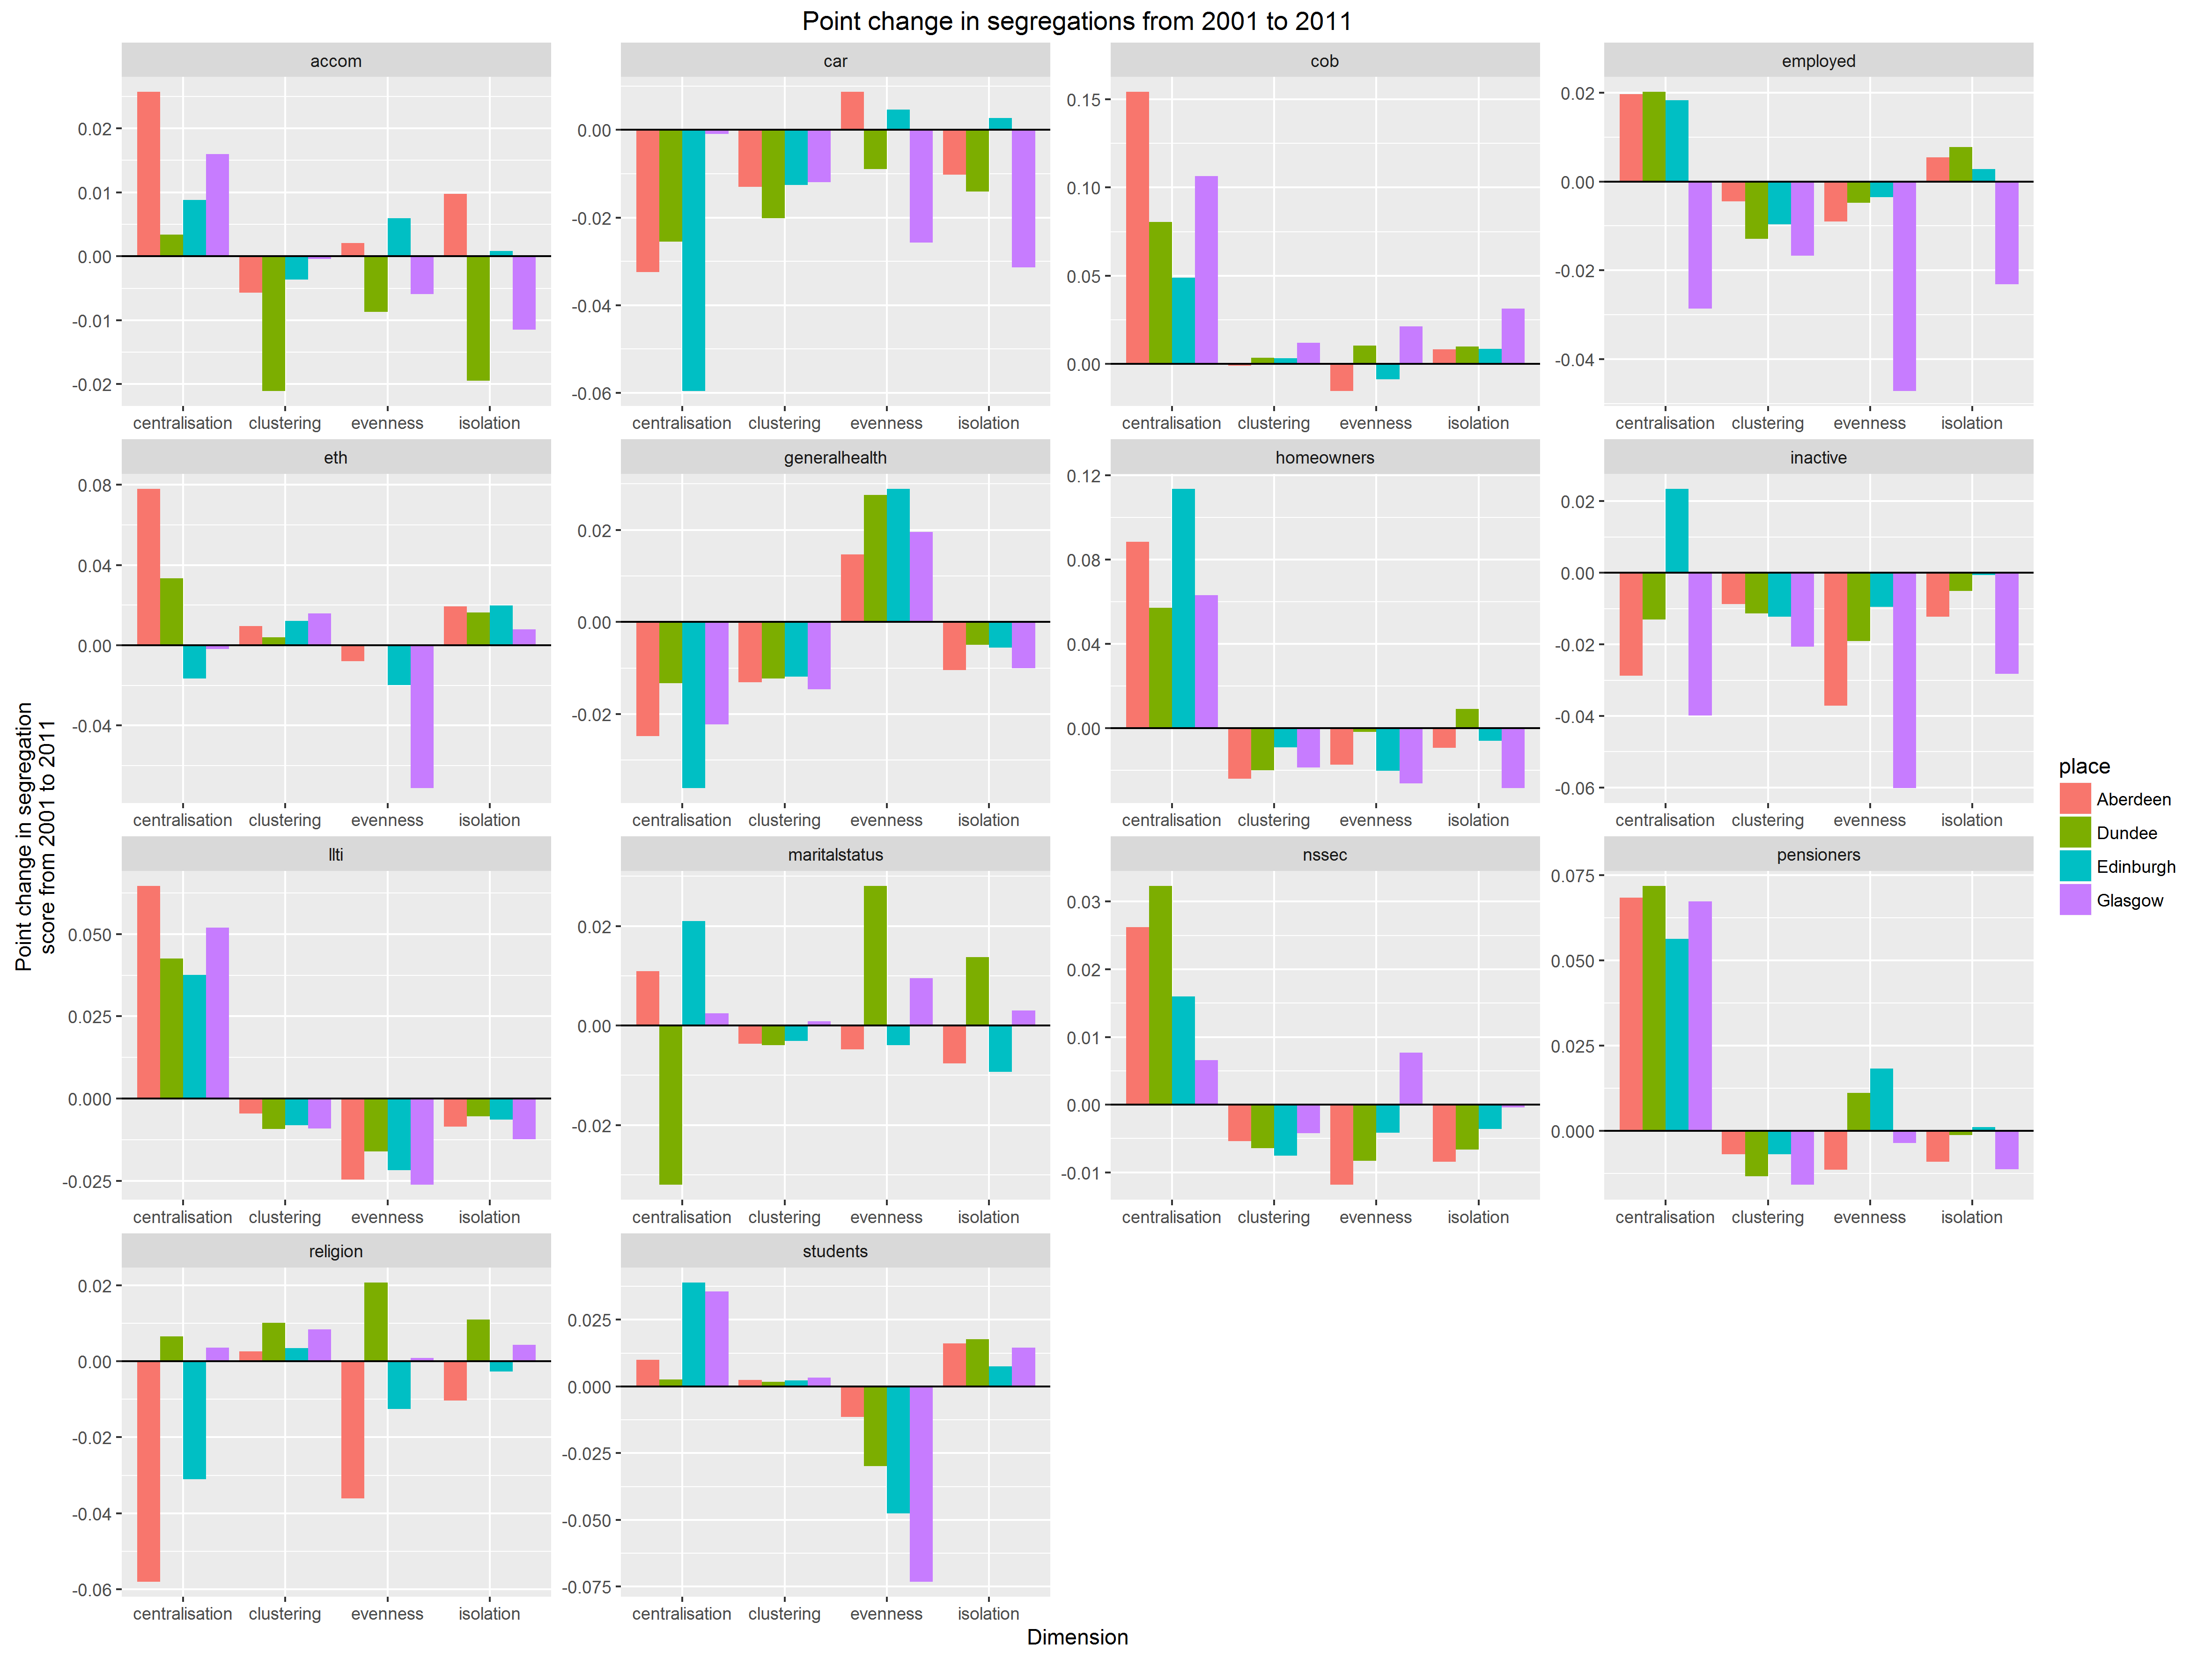 Point change in segregations from 2001 to 2011
accom
car
cob
employed
0.02
0.01
0.00
-0.01
-0.02
0.00
-0.02
-0.04
-0.06
0.15
0.10
0.05
0.00
0.02
0.00
-0.02
-0.04
centralisation clustering evenness isolation
centralisation clustering evenness isolation
centralisation clustering evenness isolation
centralisation clustering evenness isolation
eth
generalhealth
homeowners
inactive
0.08
0.04
0.00
-0.04
0.02
0.00
-0.02
0.12
0.08
0.04
0.00
0.02
0.00
-0.02
-0.04
-0.06
centralisation clustering evenness isolation
centralisation clustering evenness isolation
centralisation clustering evenness isolation
centralisation clustering evenness isolation
llti
maritalstatus
nssec
pensioners
0.050
0.025
0.000
-0.025
0.02
0.00
-0.02
0.03
0.02
0.01
0.00
-0.01
0.075
0.050
0.025
0.000
centralisation clustering evenness isolation
centralisation clustering evenness isolation
centralisation clustering evenness isolation
centralisation clustering evenness isolation
religion
students
0.02
0.00
-0.02
-0.04
-0.06
0.025
0.000
-0.025
-0.050
-0.075
centralisation clustering evenness isolation
centralisation clustering evenness isolation
Dimension
Point change in segregation
score from 2001 to 2011
place
Aberdeen
Dundee
Edinburgh
Glasgow